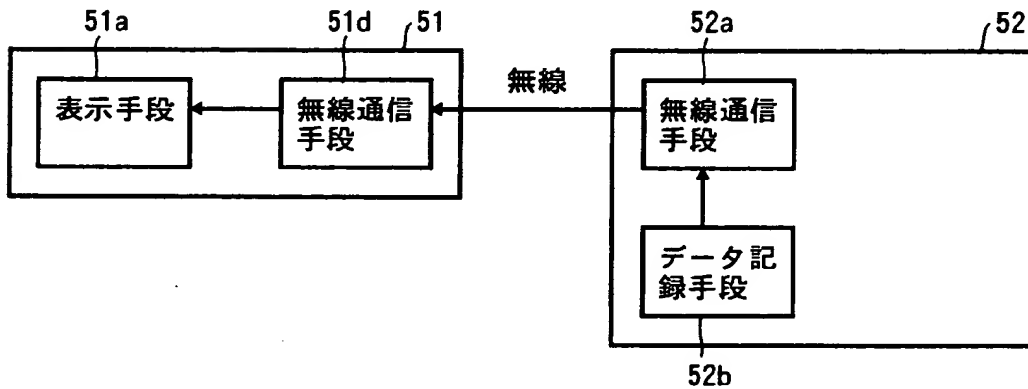 51a
51d
51
52a
52
表示手段
無線通信
手段
無線
無線通信
手段
データ記
録手段
52b